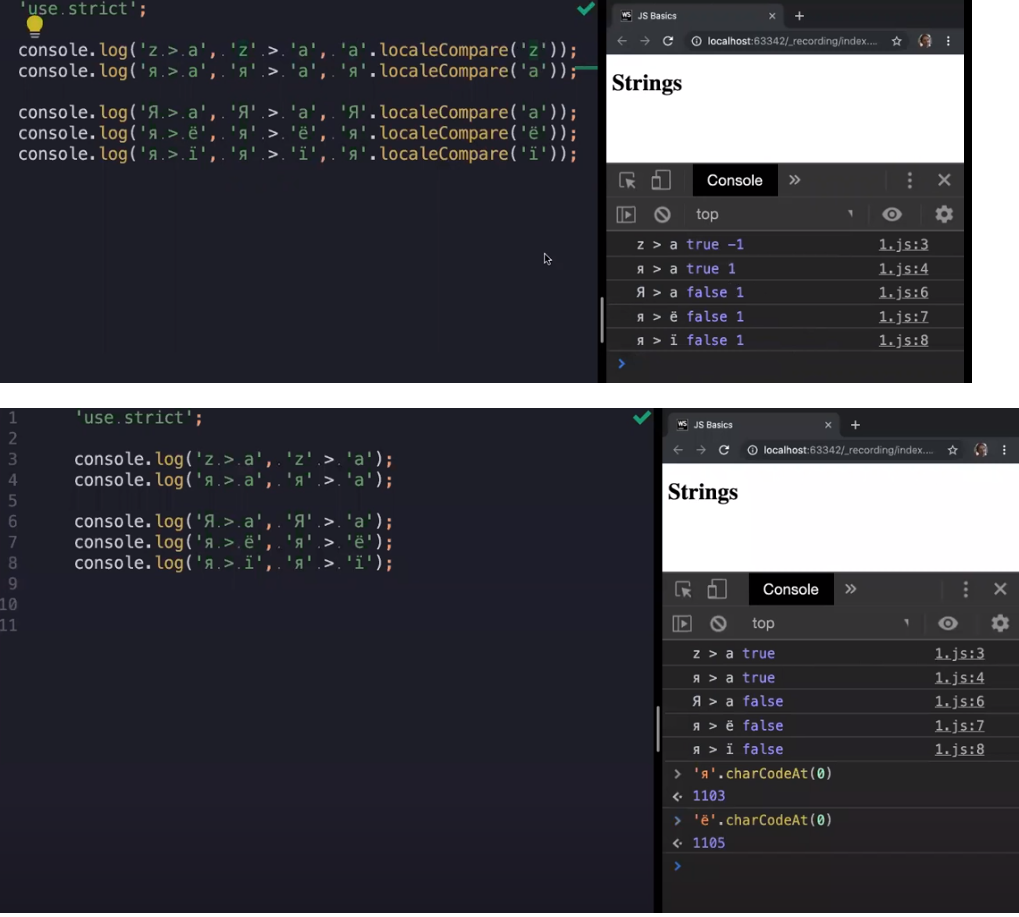 'use strict';
console.log('z > a', 'z' > 'a', 'a'.localeCompare('z'));
console.log('я > а', 'я' > 'а', 'я'.localeCompare('а'));
console.log('Я > а', 'Я' > 'а', 'Я'.localeCompare('а'));
console.log('я > ё', 'я' > 'ё', 'я'.localeCompare('ё'));
console.log('я > ї', 'я' > 'ї', 'я'.localeCompare('ї'));
JS Basics
localhost:63342/_recording/index....
Strings
Console
top
z > a true -1 1.js:3
я > а true 1 1.js:4
Я > а false 1 1.js:6
я > ё false 1 1.js:7
я > ї false 1 1.js:8
1 'use strict';
2
3 console.log('z > a', 'z' > 'a');
4 console.log('я > а', 'я' > 'а');
5
6 console.log('Я > а', 'Я' > 'а');
7 console.log('я > ё', 'я' > 'ё');
8 console.log('я > ї', 'я' > 'ї');
9
10
11
WS JS Basics
localhost:63342/_recording/index....
Strings
Console
top
z > a true 1.js:3
я > а true 1.js:4
Я > а false 1.js:6
я > ё false 1.js:7
я > ї false 1.js:8
> 'я'.charCodeAt(0)
1103
> 'ё'.charCodeAt(0)
1105